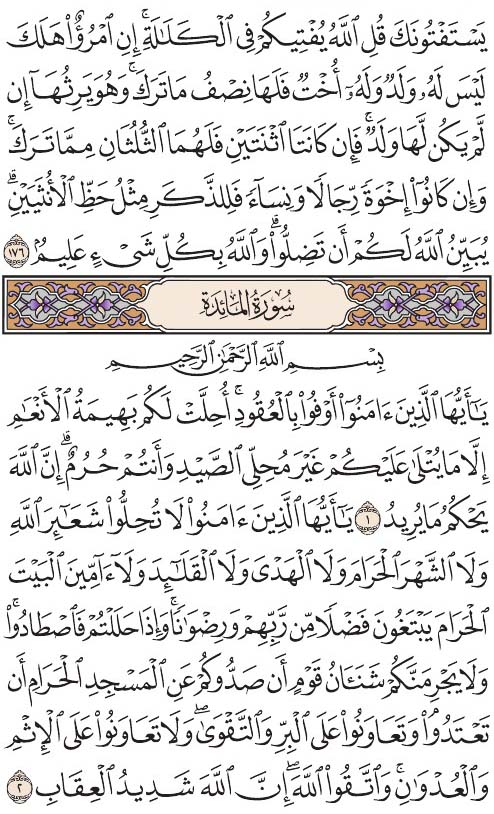 يَسْتَفْتُونَكَ قُلِ ٱللَّهُ يُفْتِيكُمْ فِى ٱلْكَلَٰلَةِ ۚ إِنِ ٱمْرُؤٌا۟ هَلَكَ
لَيْسَ لَهُۥ وَلَدٌ وَلَهُۥٓ أُخْتٌ فَلَهَا نِصْفُ مَا تَرَكَ ۚ وَهُوَ يَرِثُهَآ إِن
لَّمْ يَكُن لَّهَا وَلَدٌ ۚ فَإِن كَانَتَا ٱثْنَتَيْنِ فَلَهُمَا ٱلثُّلُثَانِ مِمَّا تَرَكَ ۚ
وَإِن كَانُوٓا۟ إِخْوَةً رِّجَالًا وَنِسَآءً فَلِلذَّكَرِ مِثْلُ حَظِّ ٱلْأُنثَيَيْنِ ۗ
يُبَيِّنُ ٱللَّهُ لَكُمْ أَن تَضِلُّوا۟ ۗ وَٱللَّهُ بِكُلِّ شَىْءٍ عَلِيمٌۢ ١٧٦
سُورَةُ المَائِدَةِ
بِسْمِ ٱللَّهِ ٱلرَّحْمَٰنِ ٱلرَّحِيمِ
يَٰٓأَيُّهَا ٱلَّذِينَ ءَامَنُوٓا۟ أَوْفُوا۟ بِٱلْعُقُودِ ۚ أُحِلَّتْ لَكُم بَهِيمَةُ ٱلْأَنْعَٰمِ
إِلَّا مَا يُتْلَىٰ عَلَيْكُمْ غَيْرَ مُحِلِّى ٱلصَّيْدِ وَأَنتُمْ حُرُمٌ ۗ إِنَّ ٱللَّهَ
يَحْكُمُ مَا يُرِيدُ ١ يَٰٓأَيُّهَا ٱلَّذِينَ ءَامَنُوا۟ لَا تُحِلُّوا۟ شَعَٰٓئِرَ ٱللَّهِ
وَلَا ٱلشَّهْرَ ٱلْحَرَامَ وَلَا ٱلْهَدْىَ وَلَا ٱلْقَلَٰٓئِدَ وَلَآ ءَآمِّينَ ٱلْبَيْتَ
ٱلْحَرَامَ يَبْتَغُونَ فَضْلًا مِّن رَّبِّهِمْ وَرِضْوَٰنًا ۚ وَإِذَا حَلَلْتُمْ فَٱصْطَادُوا۟ ۚ
وَلَا يَجْرِمَنَّكُمْ شَنَـَٔانُ قَوْمٍ أَن صَدُّوكُمْ عَنِ ٱلْمَسْجِدِ ٱلْحَرَامِ أَن
تَعْتَدُوا۟ ۘ وَتَعَاوَنُوا۟ عَلَى ٱلْبِرِّ وَٱلتَّقْوَىٰ ۖ وَلَا تَعَاوَنُوا۟ عَلَى ٱلْإِثْمِ
وَٱلْعُدْوَٰنِ ۚ وَٱتَّقُوا۟ ٱللَّهَ ۖ إِنَّ ٱللَّهَ شَدِيدُ ٱلْعِقَابِ ٢